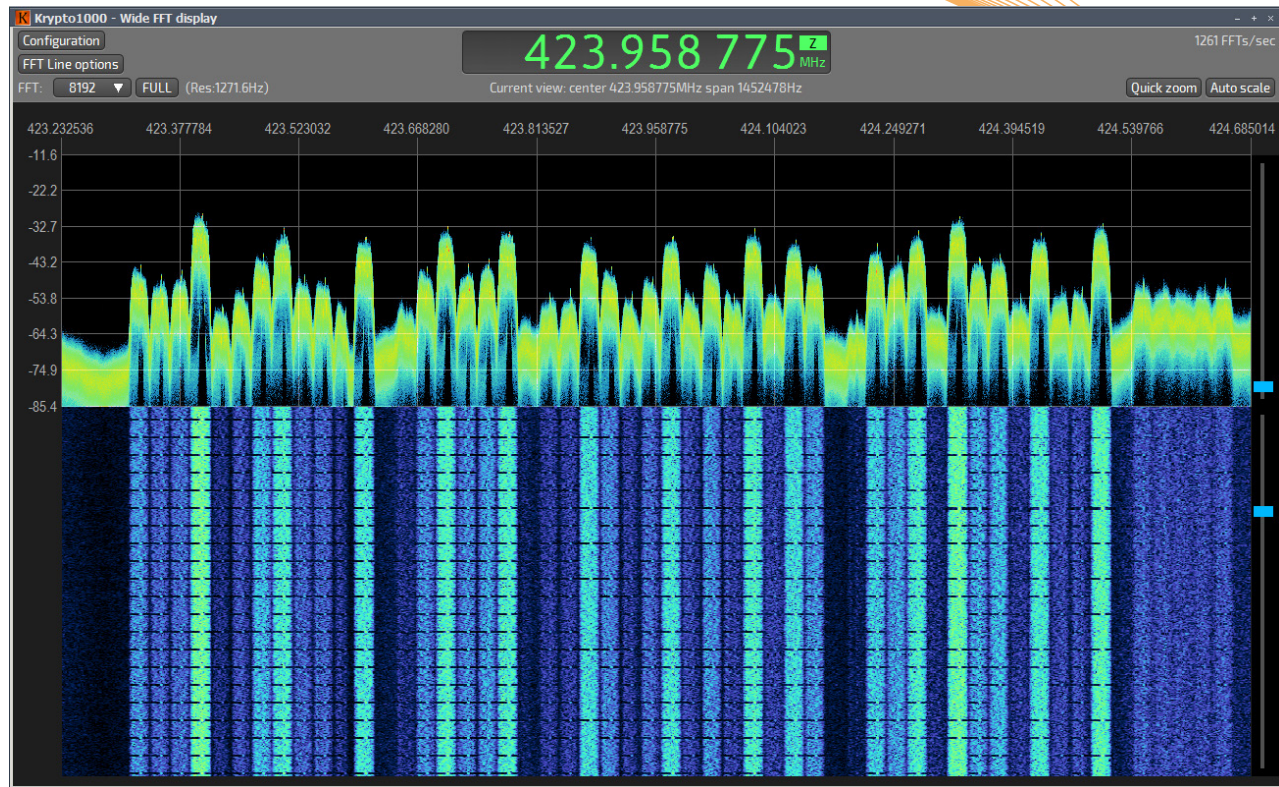 K Krypto1000 - Wide FFT display
Configuration
FFT Line options
423.958 775 Z MHz
1261 FFTs/sec
FFT: 8192 ▼ FULL (Res:1271.6Hz)
Current view: center 423.958775MHz span 1452478Hz
Quick zoom Auto scale
423.232536 423.377784 423.523032 423.668280 423.813527 423.958775 424.104023 424.249271 424.394519 424.539766 424.685014
-11.6
-22.2
-32.7
-43.2
-53.8
-64.3
-74.9
-85.4